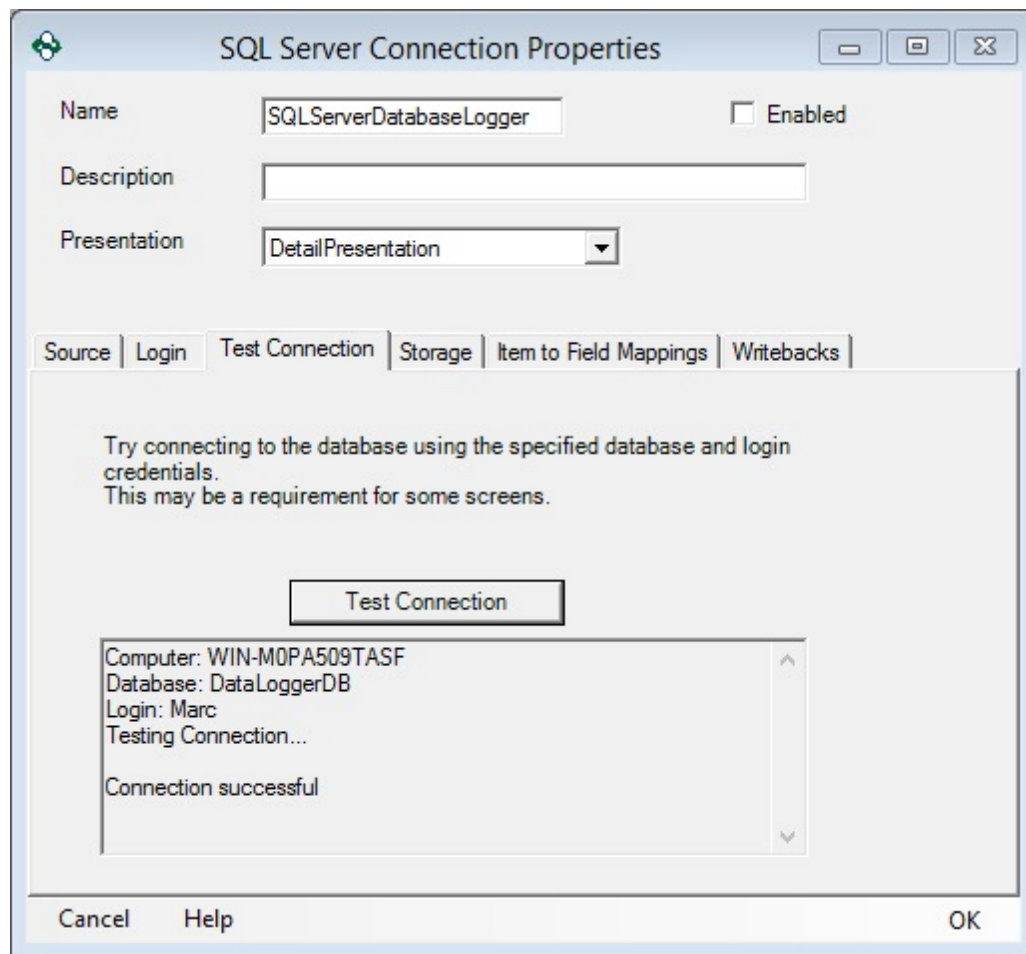 SQL Server Connection Properties
Name
SQLServerDatabaseLogger
Enabled
Description
Presentation
DetailPresentation
Source
Login
Test Connection
Storage
Item to Field Mappings
Writebacks
Try connecting to the database using the specified database and login
credentials.
This may be a requirement for some screens.
Test Connection
Computer: WIN-M0PA509TASF
Database: DataLoggerDB
Login: Marc
Testing Connection...
Connection successful
Cancel
Help
OK